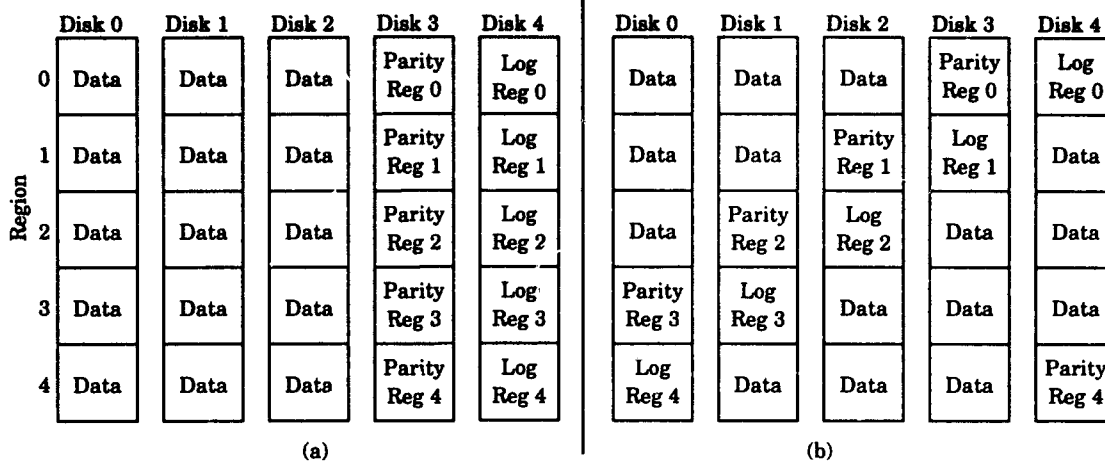 Disk 0 Disk 1 Disk 2 Disk 3 Disk 4
0 Data Data Data Parity Reg 0 Log Reg 0
1 Data Data Data Parity Reg 1 Log Reg 1
2 Data Data Data Parity Reg 2 Log Reg 2
3 Data Data Data Parity Reg 3 Log Reg 3
4 Data Data Data Parity Reg 4 Log Reg 4
Region
(a)
Disk 0 Disk 1 Disk 2 Disk 3 Disk 4
Data Data Data Parity Reg 0 Log Reg 0
Data Data Parity Reg 1 Log Reg 1 Data
Data Parity Reg 2 Log Reg 2 Data Data
Parity Reg 3 Log Reg 3 Data Data Data
Log Reg 4 Data Data Data Parity Reg 4
(b)